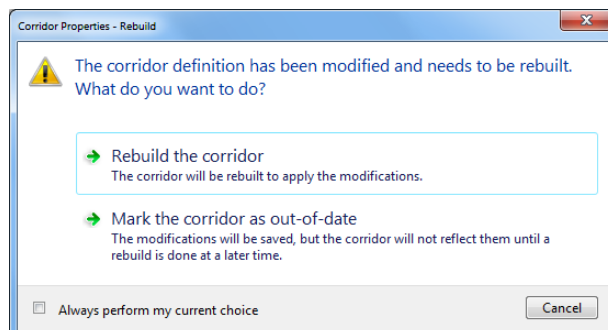 Corridor Properties - Rebuild
The corridor definition has been modified and needs to be rebuilt.
What do you want to do?
Rebuild the corridor
The corridor will be rebuilt to apply the modifications.
Mark the corridor as out-of-date
The modifications will be saved, but the corridor will not reflect them until a
rebuild is done at a later time.
Always perform my current choice
Cancel